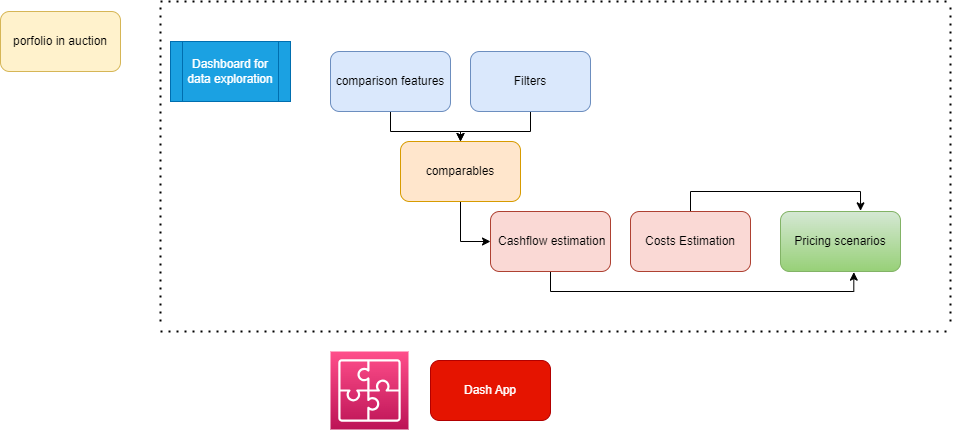 porfolio in auction
Dashboard for
data exploration
comparison features
Filters
comparables
Cashflow estimation
Costs Estimation
Pricing scenarios
Dash App